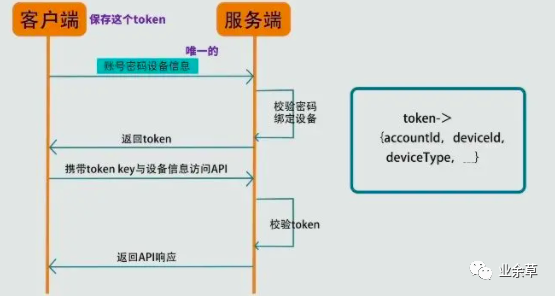 客户端
保存这个token
服务端
唯一的
账号密码设备信息
校验密码
绑定设备
返回token
携带token key与设备信息访问API
校验token
返回API响应
token->
{accountId, deviceId,
deviceType, ...}
业余草